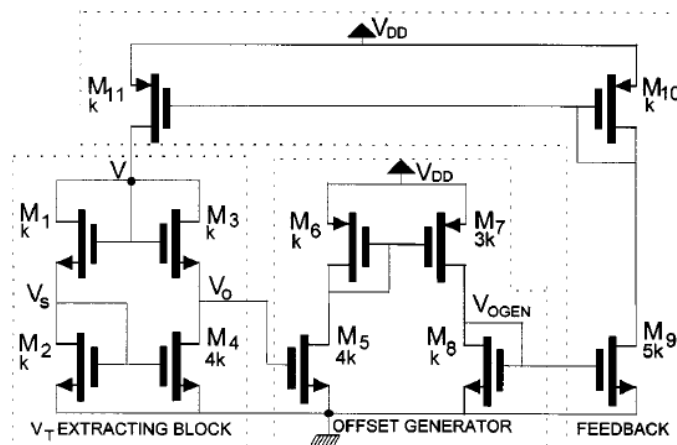 VDD
M11
k
M10
k
V
VDD
M1
k
M3
k
M6
k
M7
3k
VS
VO
VOGEN
M2
k
M4
4k
M5
4k
M8
k
M9
5k
VT EXTRACTING BLOCK
OFFSET GENERATOR
FEEDBACK